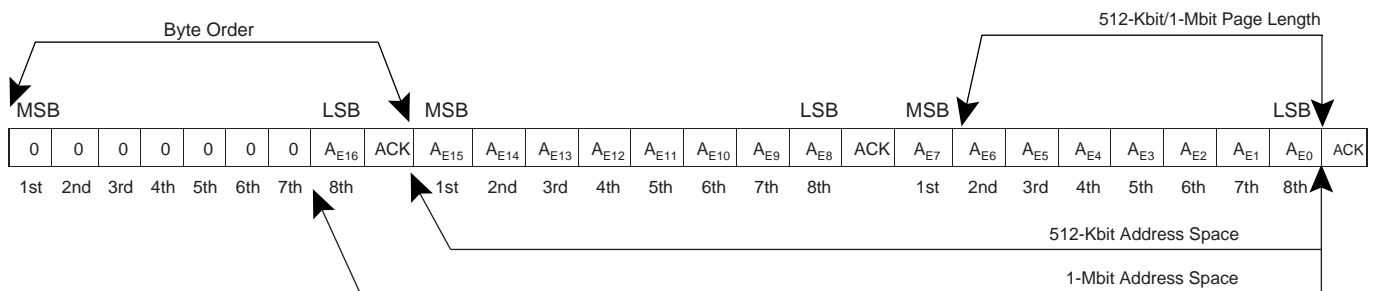 512-Kbit/1-Mbit Page Length
Byte Order
MSB LSB MSB LSB MSB LSB
0 0 0 0 0 0 0 AE16 ACK AE15 AE14 AE13 AE12 AE11 AE10 AE9 AE8 ACK AE7 AE6 AE5 AE4 AE3 AE2 AE1 AE0 ACK
1st 2nd 3rd 4th 5th 6th 7th 8th 1st 2nd 3rd 4th 5th 6th 7th 8th 1st 2nd 3rd 4th 5th 6th 7th 8th
512-Kbit Address Space
1-Mbit Address Space